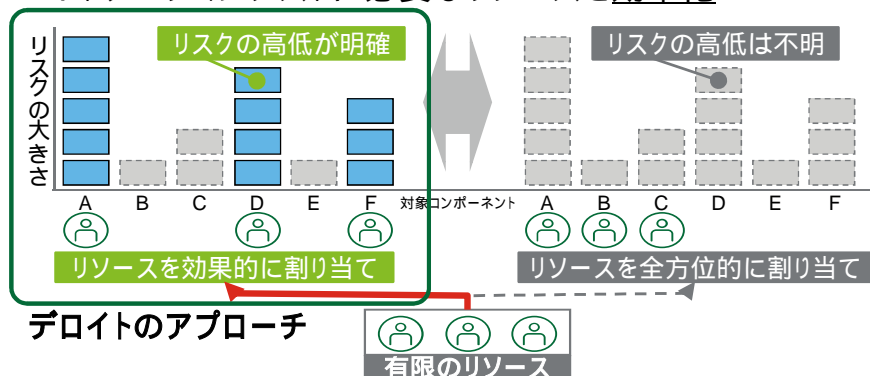 リスクの大きさ
リスクの高低が明確
リスクの高低は不明
A B C D E F 対象コンポーネント A B C D E F
リソースを効果的に割り当て
リソースを全方位的に割り当て
デロイトのアプローチ
有限のリソース